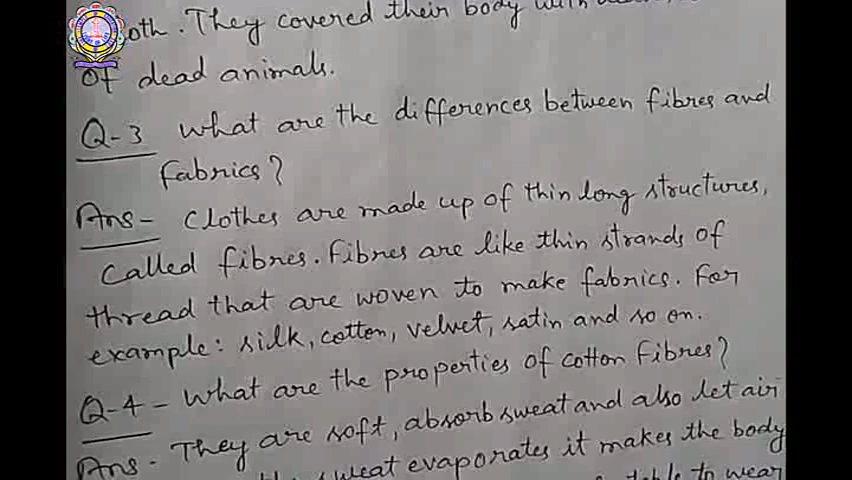 oth. They covered their body with
of dead animals.
Q-3 What are the differences between fibres and
fabrics?
Ans- Clothes are made up of thin long structures,
called fibres. Fibres are like thin strands of
thread that are woven to make fabrics. For
example: silk, cotton, velvet, satin and so on.
Q-4- What are the properties of cotton fibres?
Ans- They are soft, absorb sweat and also let air
sweat evaporates it makes the body
to wear